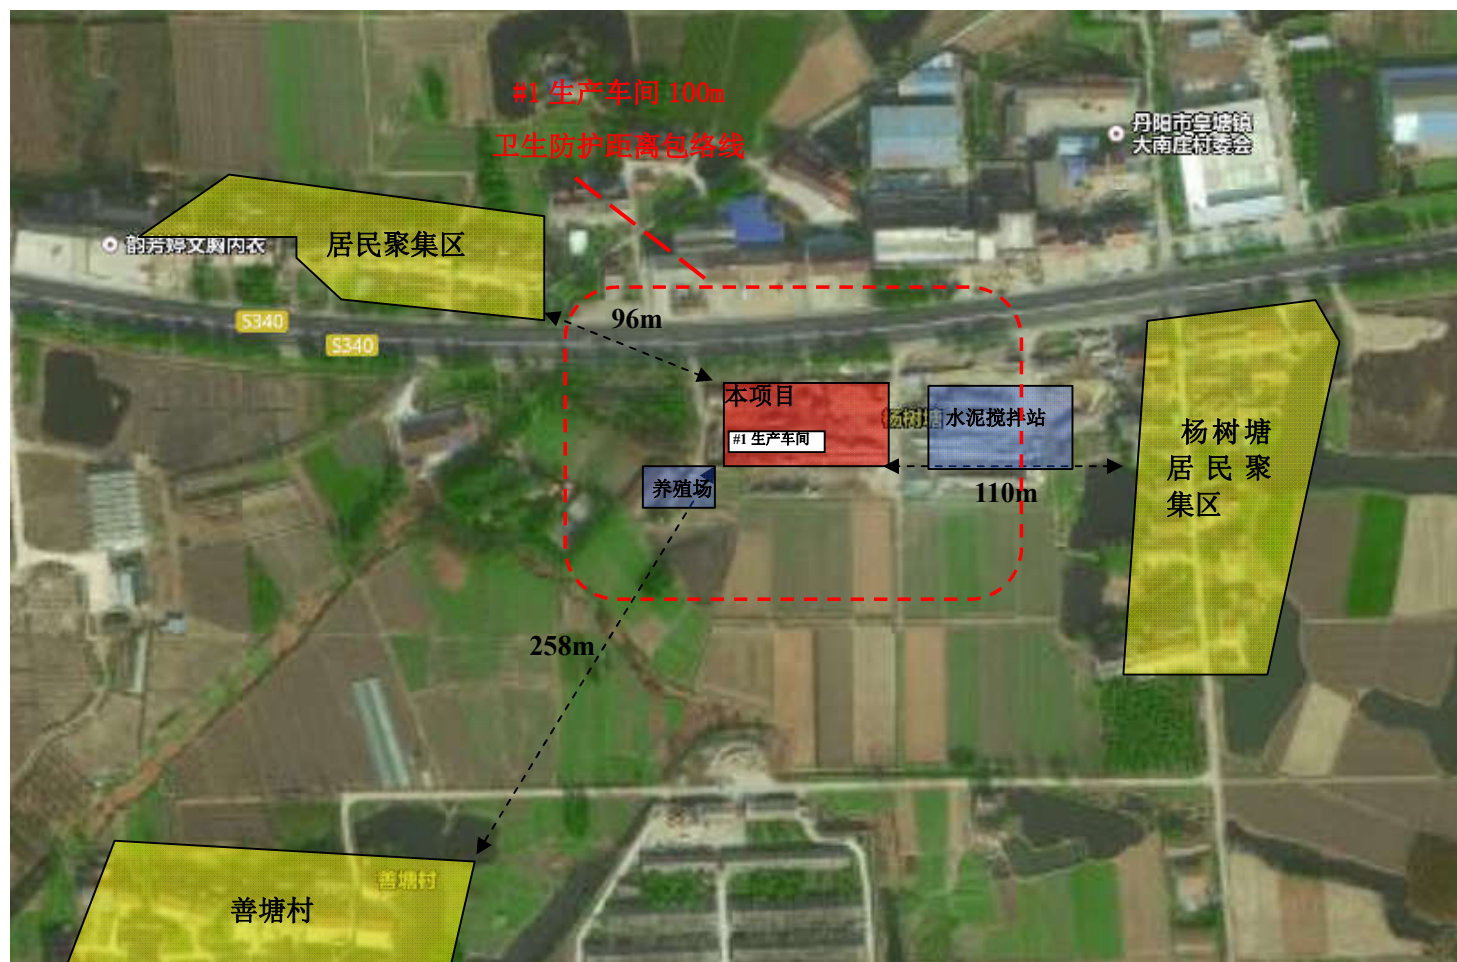 #1 生产车间 100m
卫生防护距离包络线
丹阳市皇塘镇
大南庄村委会
韵芳婷文胸内衣
居民聚集区
S340
S340
96m
本项目
#1 生产车间
杨树塘
水泥搅拌站
养殖场
110m
杨树塘
居民聚
集区
258m
善塘村
善塘村